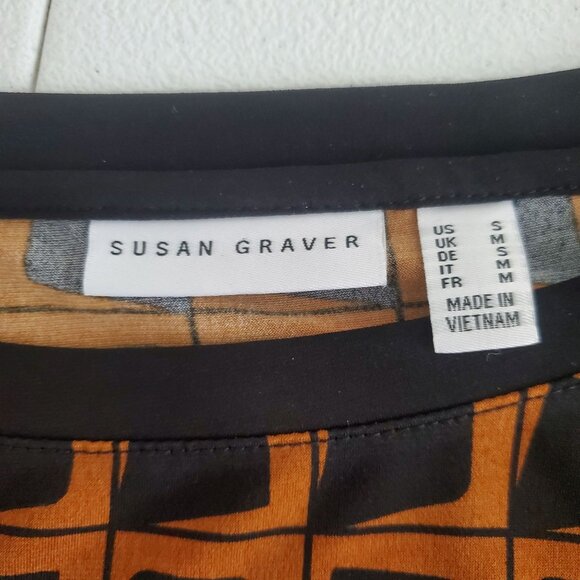 SUSAN GRAVER
US S
UK M
DE S
IT M
FR M
MADE IN
VIETNAM